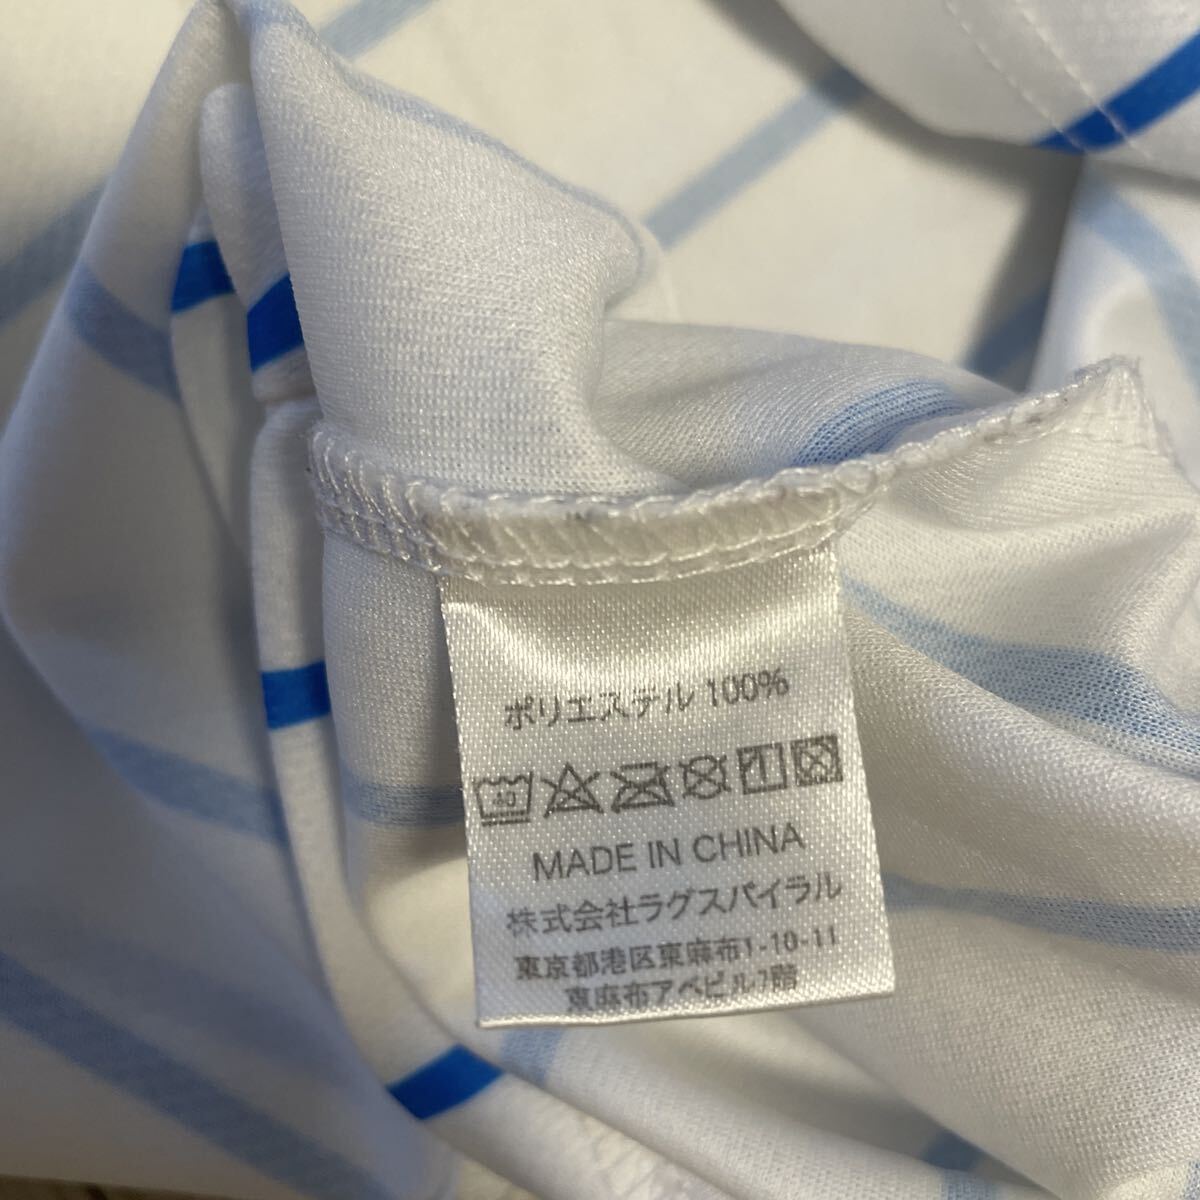 ポリエステル 100%
40
MADE IN CHINA
株式会社ラグスパイラル
東京都港区東麻布1-10-11
東麻布アベビル7階